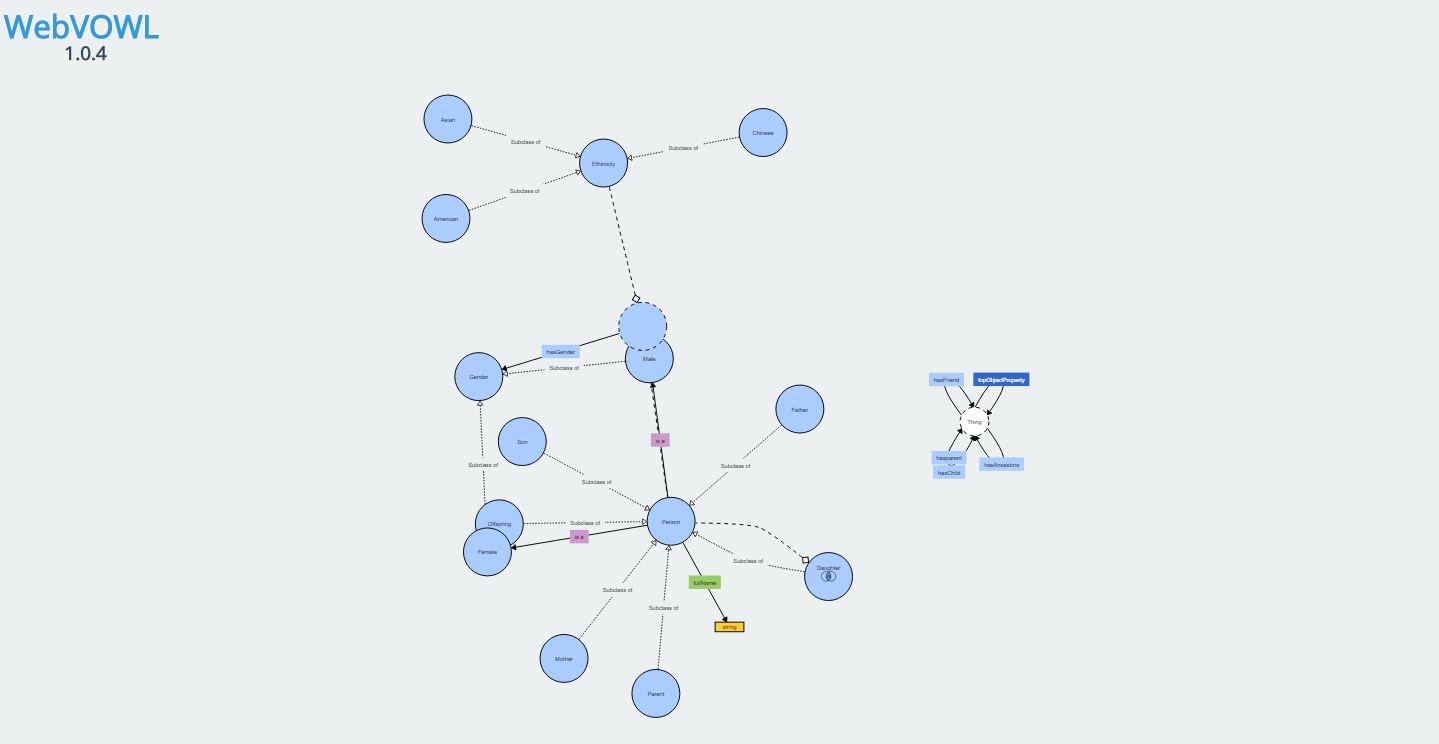 WebVOWL
1.0.4
Asian
Chinese
Subclass of
Subclass of
Ethinicity
Subclass of
American
hasGender
Male
Subclass of
Gender
hasFriend
topObjectProperty
Father
Thing
Son
is a
hasparent
hasAncestors
Subclass of
Subclass of
hasChild
Subclass of
Offspring
Subclass of
Person
is a
Female
Subclass of
Daughter
fullName
Subclass of
Subclass of
string
Mother
Parent